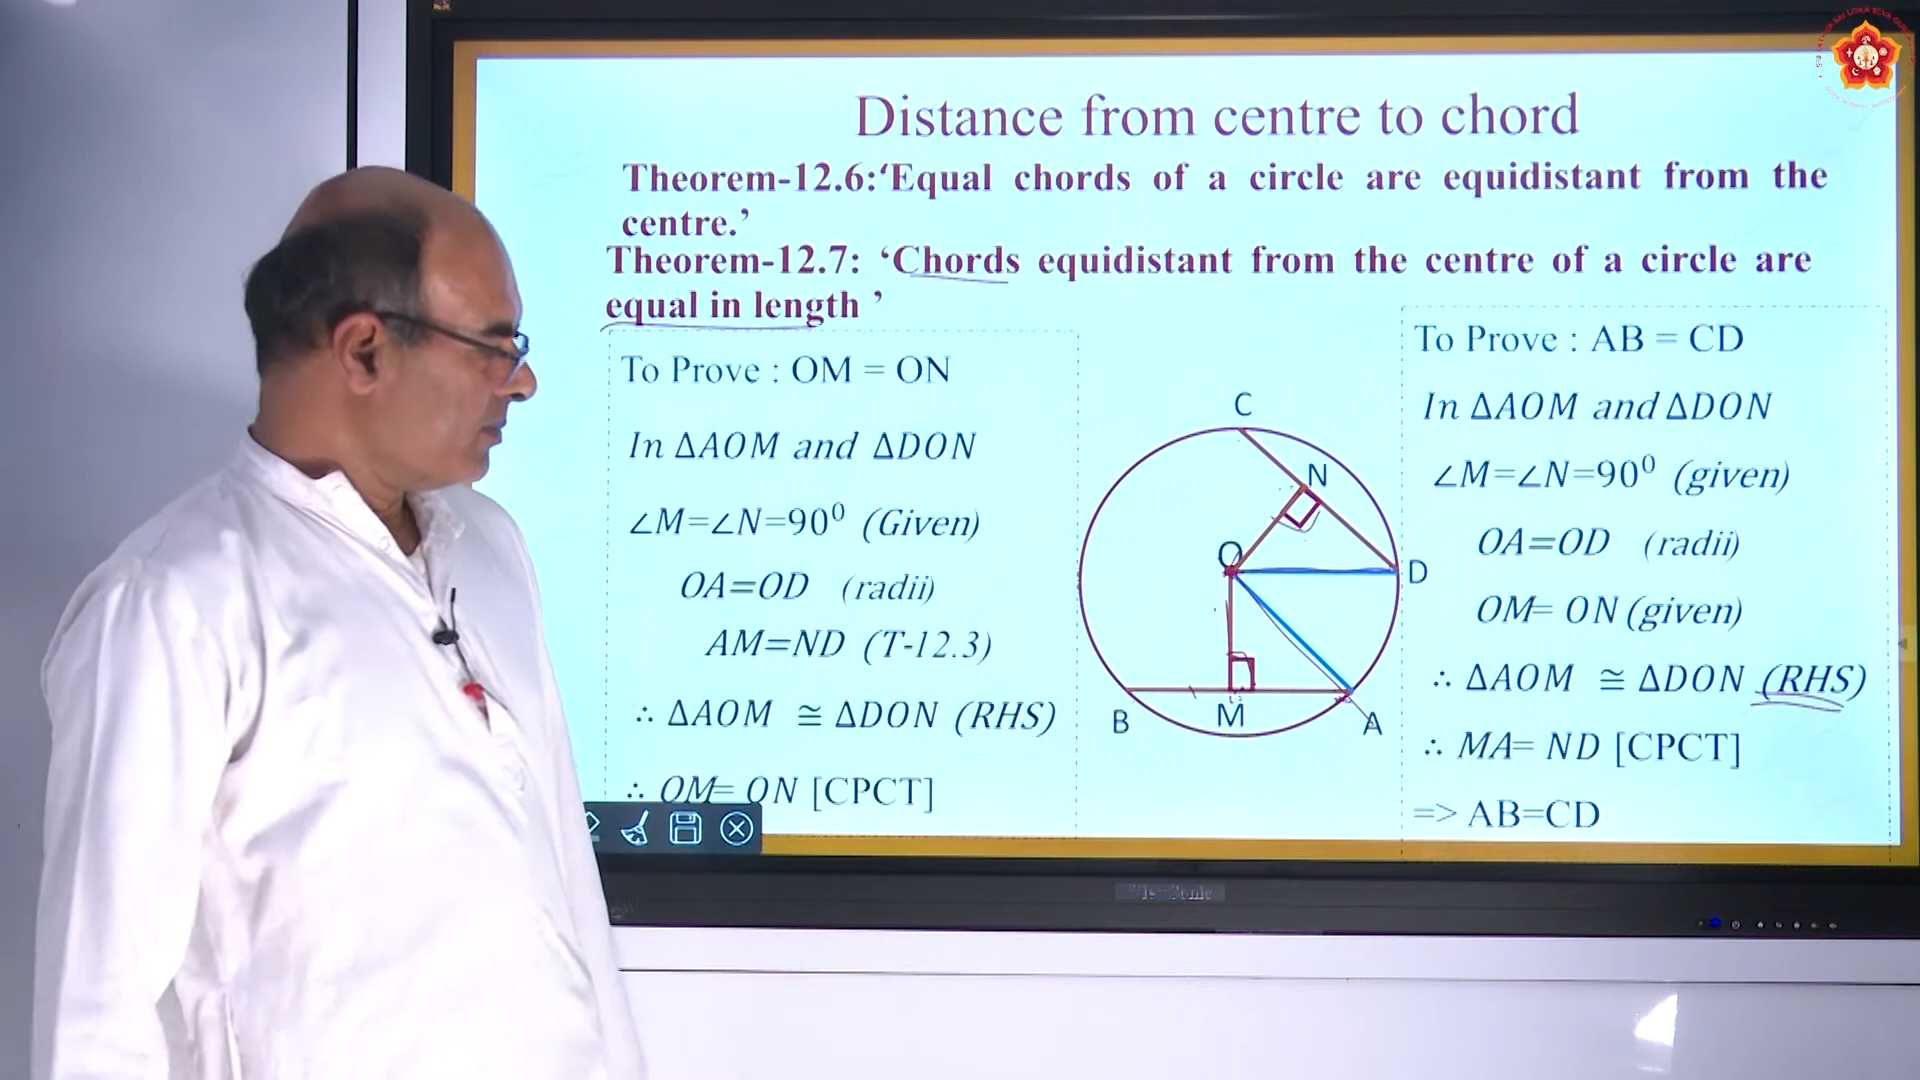 Distance from centre to chord
Theorem-12.6:‘Equal chords of a circle are equidistant from the
centre.’
Theorem-12.7: ‘Chords equidistant from the centre of a circle are
equal in length ’
To Prove : OM = ON
In ΔAOM and ΔDON
∠M=∠N=90⁰ (Given)
OA=OD (radii)
AM=ND (T-12.3)
∴ ΔAOM ≅ ΔDON (RHS)
∴ OM= ON [CPCT]
C
N
O
D
B
M
A
To Prove : AB = CD
In ΔAOM and ΔDON
∠M=∠N=90⁰ (given)
OA=OD (radii)
OM= ON (given)
∴ ΔAOM ≅ ΔDON (RHS)
∴ MA= ND [CPCT]
=> AB=CD